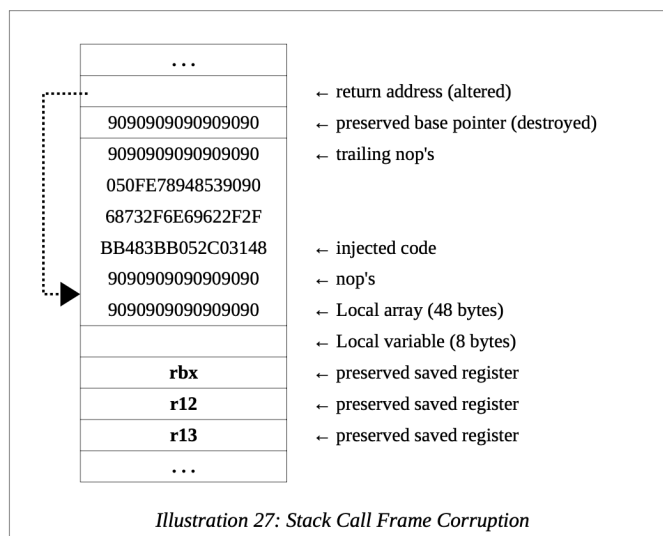 . . .
← return address (altered)
9090909090909090 ← preserved base pointer (destroyed)
9090909090909090 ← trailing nop's
050FE78948539090
68732F6E69622F2F
BB483BB052C03148 ← injected code
9090909090909090 ← nop's
9090909090909090 ← Local array (48 bytes)
← Local variable (8 bytes)
rbx ← preserved saved register
r12 ← preserved saved register
r13 ← preserved saved register
. . .
Illustration 27: Stack Call Frame Corruption